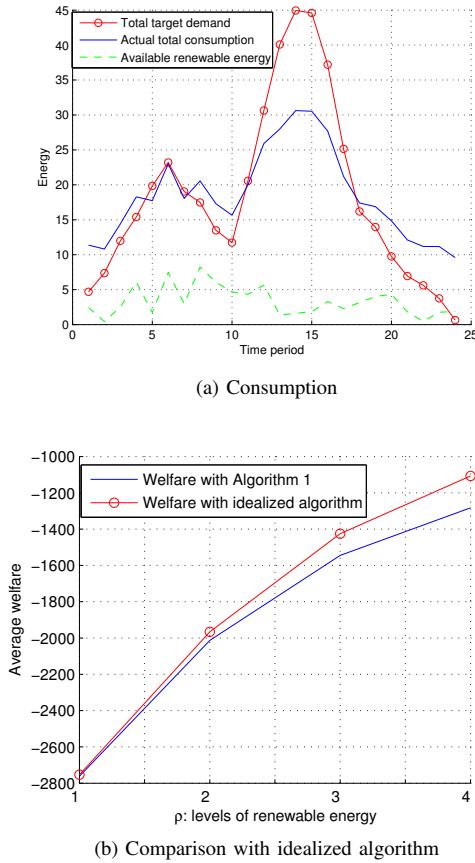 45
40
35
30
25
20
15
10
5
0
Energy
Total target demand
Actual total consumption
Available renewable energy
0 5 10 15 20 25
Time period
(a) Consumption
−1000
−1200
−1400
−1600
−1800
−2000
−2200
−2400
−2600
−2800
Average welfare
Welfare with Algorithm 1
Welfare with idealized algorithm
1 2 3 4
ρ: levels of renewable energy
(b) Comparison with idealized algorithm